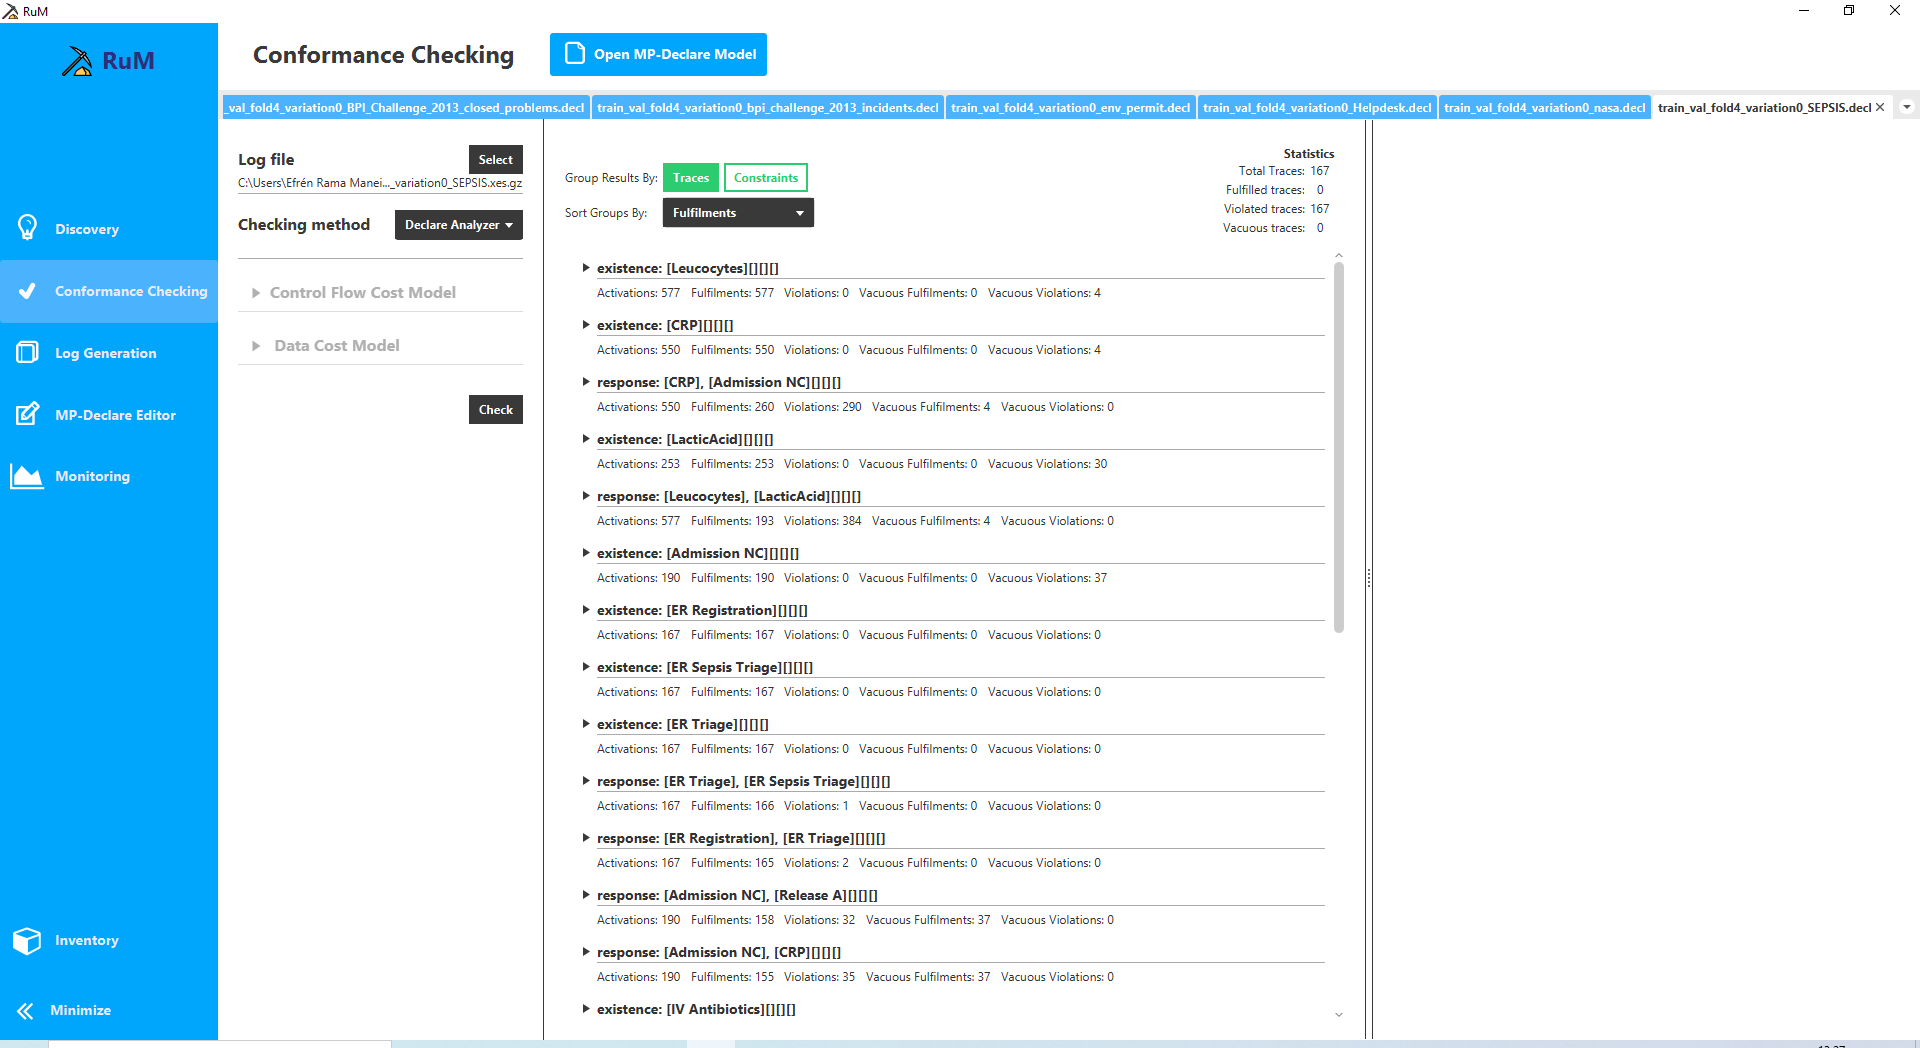 RuM
RuM
Conformance Checking
Open MP-Declare Model
_val_fold4_variation0_BPI_Challenge_2013_closed_problems.decl
train_val_fold4_variation0_bpi_challenge_2013_incidents.decl
train_val_fold4_variation0_env_permit.decl
train_val_fold4_variation0_Helpdesk.decl
train_val_fold4_variation0_nasa.decl
train_val_fold4_variation0_SEPSIS.decl
Discovery
Conformance Checking
Log Generation
MP-Declare Editor
Monitoring
Inventory
Minimize
Log file
Select
C:\Users\Efrén Rama Manei..._variation0_SEPSIS.xes.gz
Checking method
Declare Analyzer
Control Flow Cost Model
Data Cost Model
Check
Group Results By: Traces Constraints
Sort Groups By: Fulfilments
Statistics
Total Traces: 167
Fulfilled traces: 0
Violated traces: 167
Vacuous traces: 0
existence: [Leucocytes][][][]
Activations: 577 Fulfilments: 577 Violations: 0 Vacuous Fulfilments: 0 Vacuous Violations: 4
existence: [CRP][][][]
Activations: 550 Fulfilments: 550 Violations: 0 Vacuous Fulfilments: 0 Vacuous Violations: 4
response: [CRP], [Admission NC][][][]
Activations: 550 Fulfilments: 260 Violations: 290 Vacuous Fulfilments: 4 Vacuous Violations: 0
existence: [LacticAcid][][][]
Activations: 253 Fulfilments: 253 Violations: 0 Vacuous Fulfilments: 0 Vacuous Violations: 30
response: [Leucocytes], [LacticAcid][][][]
Activations: 577 Fulfilments: 193 Violations: 384 Vacuous Fulfilments: 4 Vacuous Violations: 0
existence: [Admission NC][][][]
Activations: 190 Fulfilments: 190 Violations: 0 Vacuous Fulfilments: 0 Vacuous Violations: 37
existence: [ER Registration][][][]
Activations: 167 Fulfilments: 167 Violations: 0 Vacuous Fulfilments: 0 Vacuous Violations: 0
existence: [ER Sepsis Triage][][][]
Activations: 167 Fulfilments: 167 Violations: 0 Vacuous Fulfilments: 0 Vacuous Violations: 0
existence: [ER Triage][][][]
Activations: 167 Fulfilments: 167 Violations: 0 Vacuous Fulfilments: 0 Vacuous Violations: 0
response: [ER Triage], [ER Sepsis Triage][][][]
Activations: 167 Fulfilments: 166 Violations: 1 Vacuous Fulfilments: 0 Vacuous Violations: 0
response: [ER Registration], [ER Triage][][][]
Activations: 167 Fulfilments: 165 Violations: 2 Vacuous Fulfilments: 0 Vacuous Violations: 0
response: [Admission NC], [Release A][][][]
Activations: 190 Fulfilments: 158 Violations: 32 Vacuous Fulfilments: 37 Vacuous Violations: 0
response: [Admission NC], [CRP][][][]
Activations: 190 Fulfilments: 155 Violations: 35 Vacuous Fulfilments: 37 Vacuous Violations: 0
existence: [IV Antibiotics][][][]